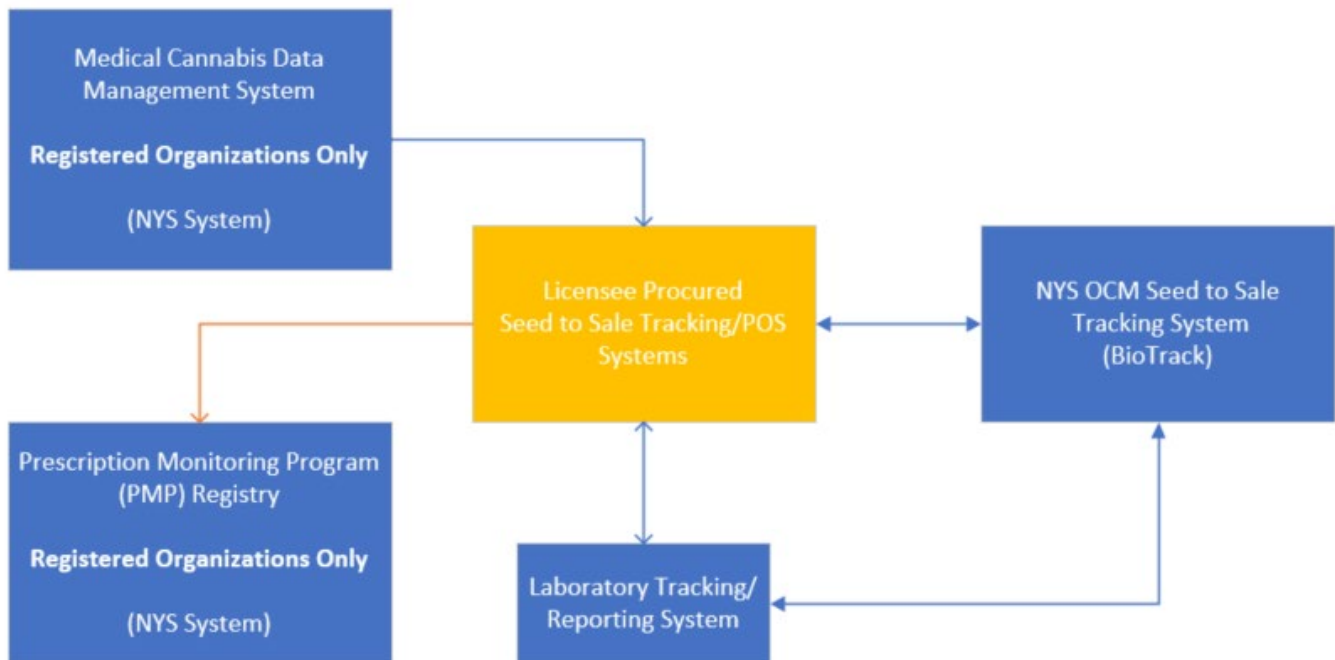 Medical Cannabis Data
Management System
Registered Organizations Only
(NYS System)
Licensee Procured
Seed to Sale Tracking/POS
Systems
NYS OCM Seed to Sale
Tracking System
(BioTrack)
Prescription Monitoring Program
(PMP) Registry
Registered Organizations Only
(NYS System)
Laboratory Tracking/
Reporting System